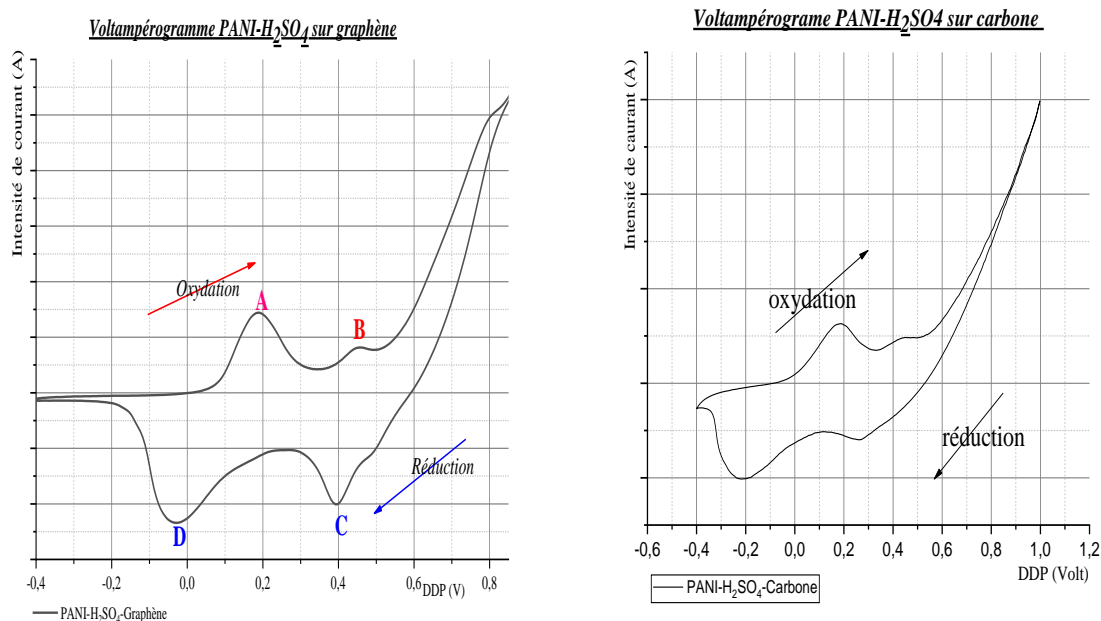 Voltampérogramme PANI-H2SO4 sur graphène
Intensité de courant (A)
Oxydation
A
B
Réduction
C
D
-0,4 -0,2 0,0 0,2 0,4 0,6 0,8
DDP (V)
PANI-H2SO4-Graphène
Voltampérograme PANI-H2SO4 sur carbone
Intensité de caurant (A)
oxydation
réduction
-0,6 -0,4 -0,2 0,0 0,2 0,4 0,6 0,8 1,0 1,2
DDP (Volt)
PANI-H2SO4-Carbone